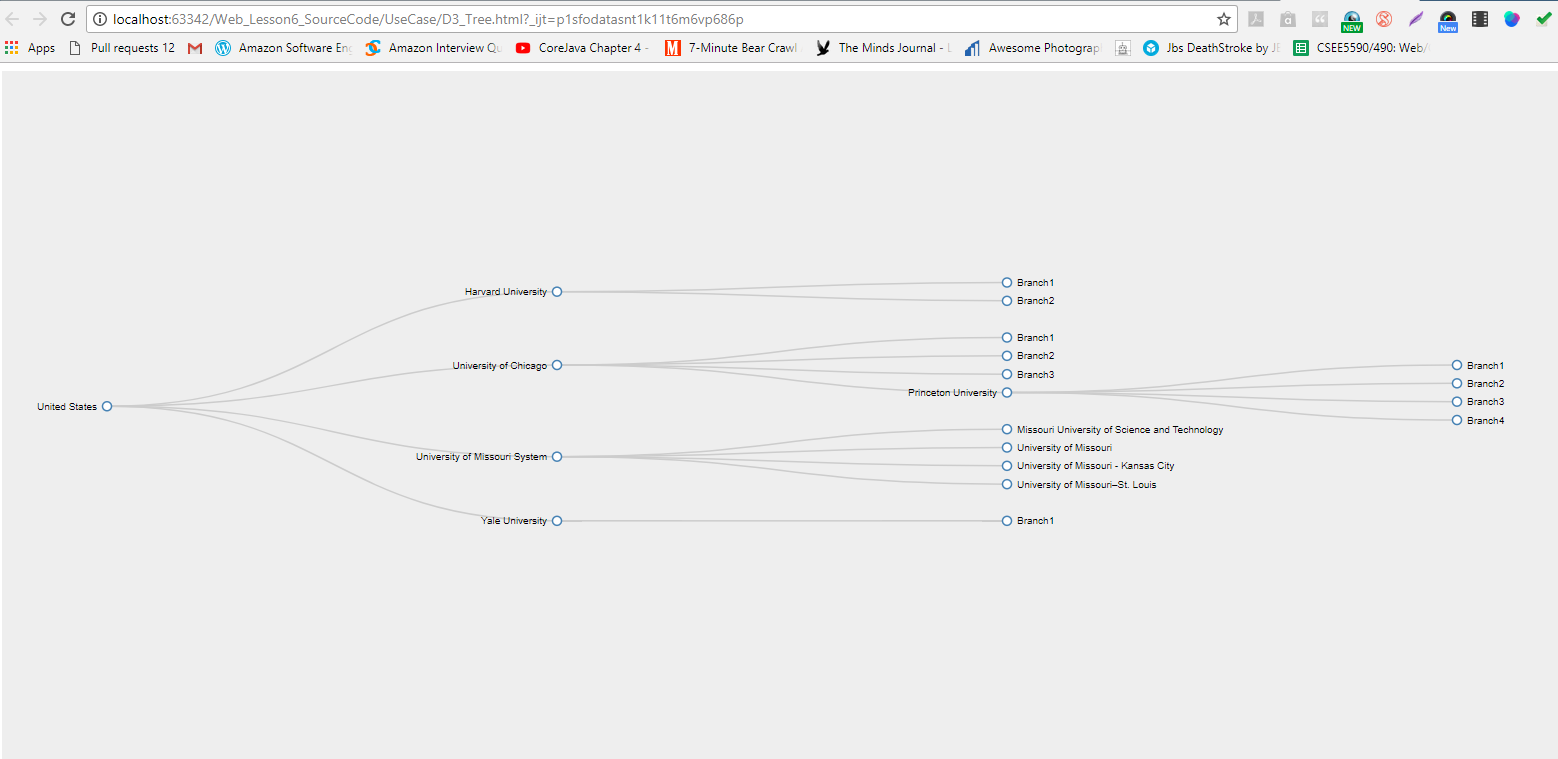 localhost:63342/Web_Lesson6_SourceCode/UseCase/D3_Tree.html?_ijt=p1sfodatasnt1k11t6m6vp686p
NEW New
Apps Pull requests 12 Amazon Software Amazon Interview CoreJava Chapter 4 - 7-Minute Bear Crawl The Minds Journal - Awesome Photograp Jbs DeathStroke by CSEE5590/490: Web/
Harvard University
Branch1
Branch2
University of Chicago
Branch1
Branch2
Branch3
Princeton University
Branch1
Branch2
Branch3
Branch4
United States
Missouri University of Science and Technology
University of Missouri
University of Missouri System
University of Missouri - Kansas City
University of Missouri–St. Louis
Yale University
Branch1